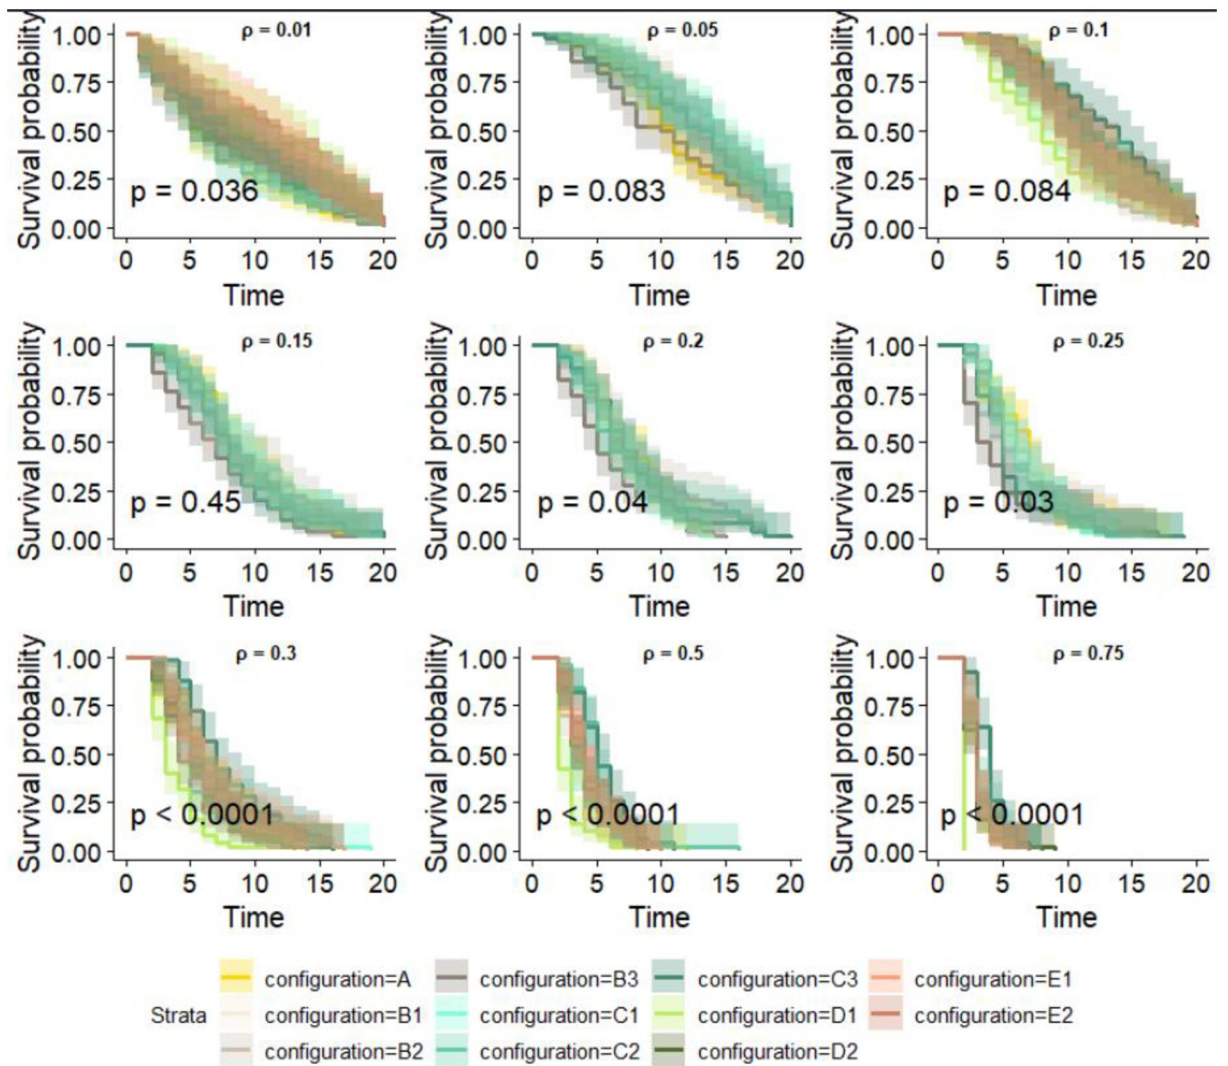 ρ = 0.01
Survival probability
1.00
0.75
0.50
0.25
0.00
p = 0.036
0 5 10 15 20
Time
ρ = 0.05
Survival probability
1.00
0.75
0.50
0.25
0.00
p = 0.083
0 5 10 15 20
Time
ρ = 0.1
Survival probability
1.00
0.75
0.50
0.25
0.00
p = 0.084
0 5 10 15 20
Time
ρ = 0.15
Survival probability
1.00
0.75
0.50
0.25
0.00
p = 0.45
0 5 10 15 20
Time
ρ = 0.2
Survival probability
1.00
0.75
0.50
0.25
0.00
p = 0.04
0 5 10 15 20
Time
ρ = 0.25
Survival probability
1.00
0.75
0.50
0.25
0.00
p = 0.03
0 5 10 15 20
Time
ρ = 0.3
Survival probability
1.00
0.75
0.50
0.25
0.00
p < 0.0001
0 5 10 15 20
Time
ρ = 0.5
Survival probability
1.00
0.75
0.50
0.25
0.00
p < 0.0001
0 5 10 15 20
Time
ρ = 0.75
Survival probability
1.00
0.75
0.50
0.25
0.00
p < 0.0001
0 5 10 15 20
Time
Strata
configuration=A
configuration=B1
configuration=B2
configuration=B3
configuration=C1
configuration=C2
configuration=C3
configuration=D1
configuration=D2
configuration=E1
configuration=E2